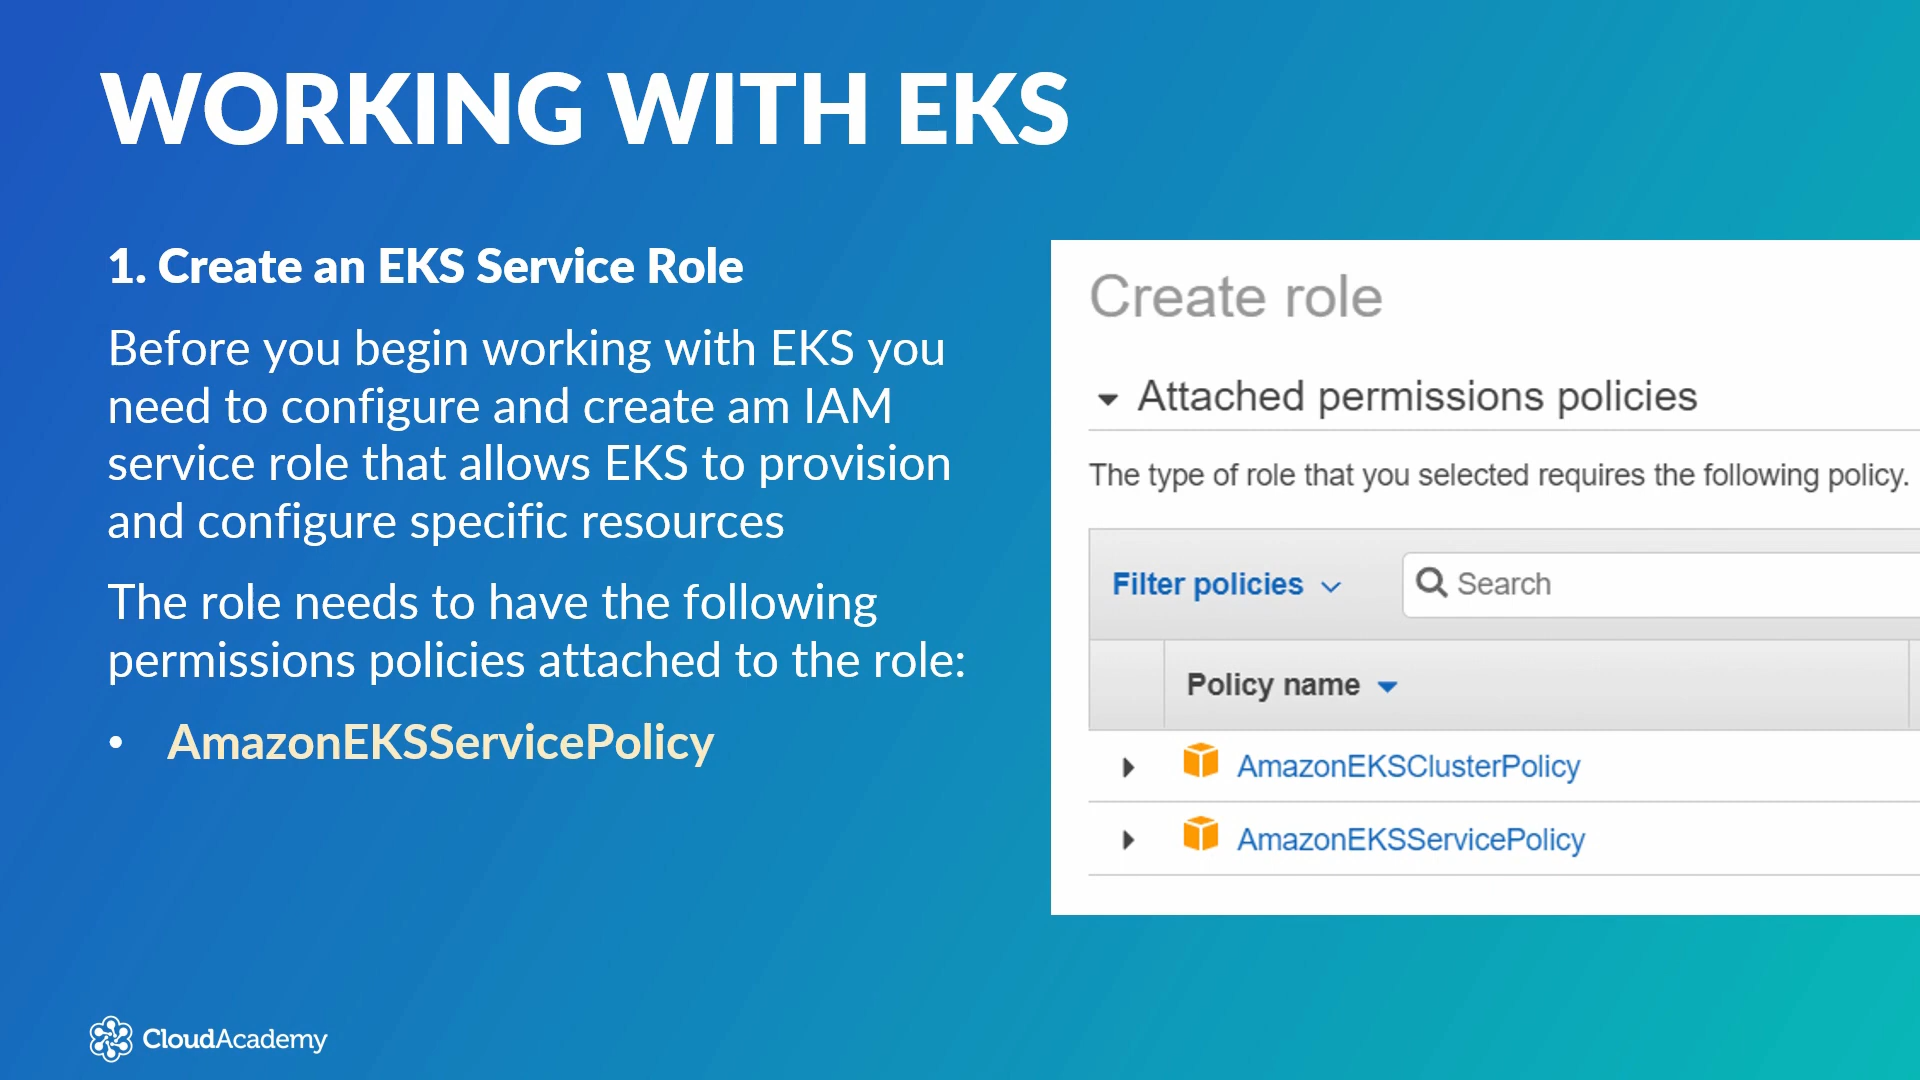 WORKING WITH EKS
1. Create an EKS Service Role
Before you begin working with EKS you
need to configure and create am IAM
service role that allows EKS to provision
and configure specific resources
The role needs to have the following
permissions policies attached to the role:
• AmazonEKSServicePolicy
Create role
Attached permissions policies
The type of role that you selected requires the following policy.
Filter policies
Search
Policy name
AmazonEKSClusterPolicy
AmazonEKSServicePolicy
CloudAcademy